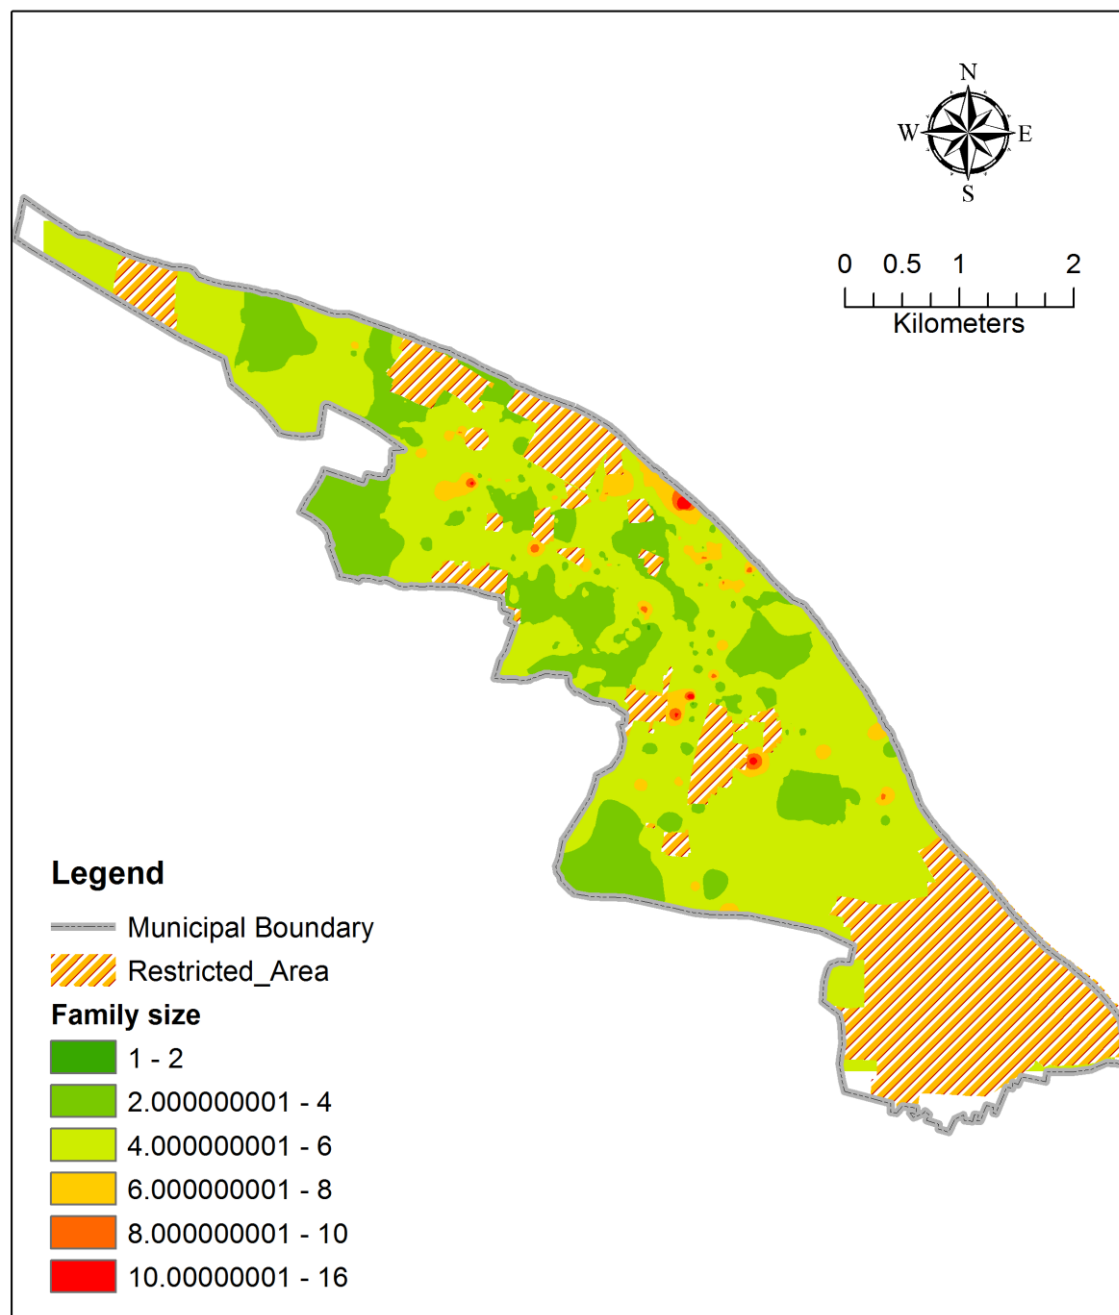 N
W E
S
0 0.5 1 2
Kilometers
Legend
Municipal Boundary
Restricted_Area
Family size
1 - 2
2.000000001 - 4
4.000000001 - 6
6.000000001 - 8
8.000000001 - 10
10.00000001 - 16